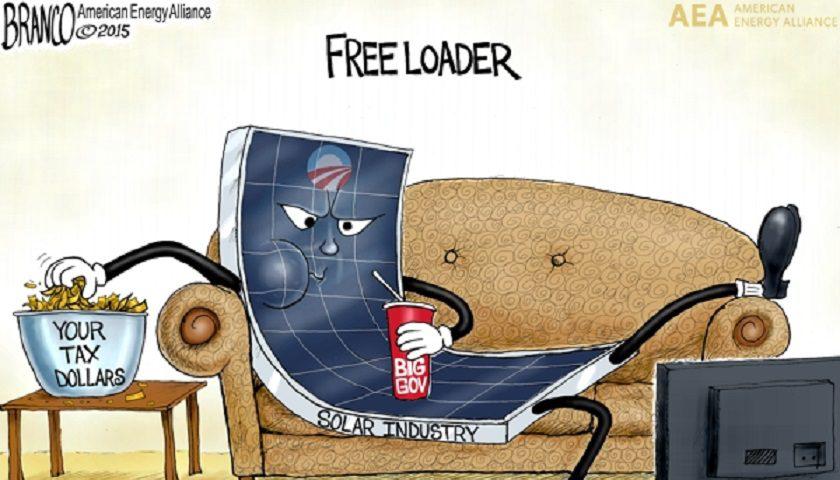 BRANCO
American Energy Alliance
©2015
AEA AMERICAN
ENERGY ALLIANCE
FREE LOADER
YOUR
TAX
DOLLARS
BIG
GOV
SOLAR INDUSTRY